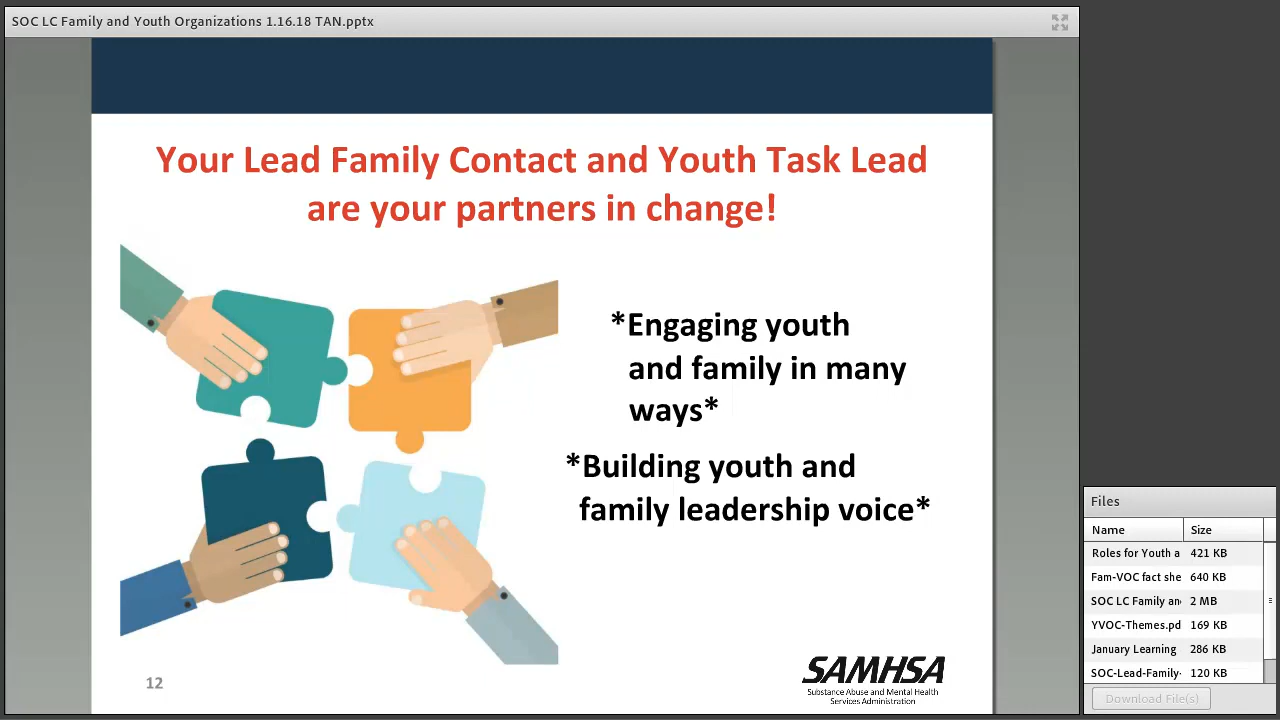 SOC LC Family and Youth Organizations 1.16.18 TAN.pptx
Your Lead Family Contact and Youth Task Lead
are your partners in change!
*Engaging youth
and family in many
ways*
*Building youth and
family leadership voice*
12
SAMHSA
Substance Abuse and Mental Health
Services Administration
Files
Name Size
Roles for Youth a 421 KB
Fam-VOC fact she 640 KB
SOC LC Family an 2 MB
YVOC-Themes.pd 169 KB
January Learning 286 KB
SOC-Lead-Family- 120 KB
Download File(s)